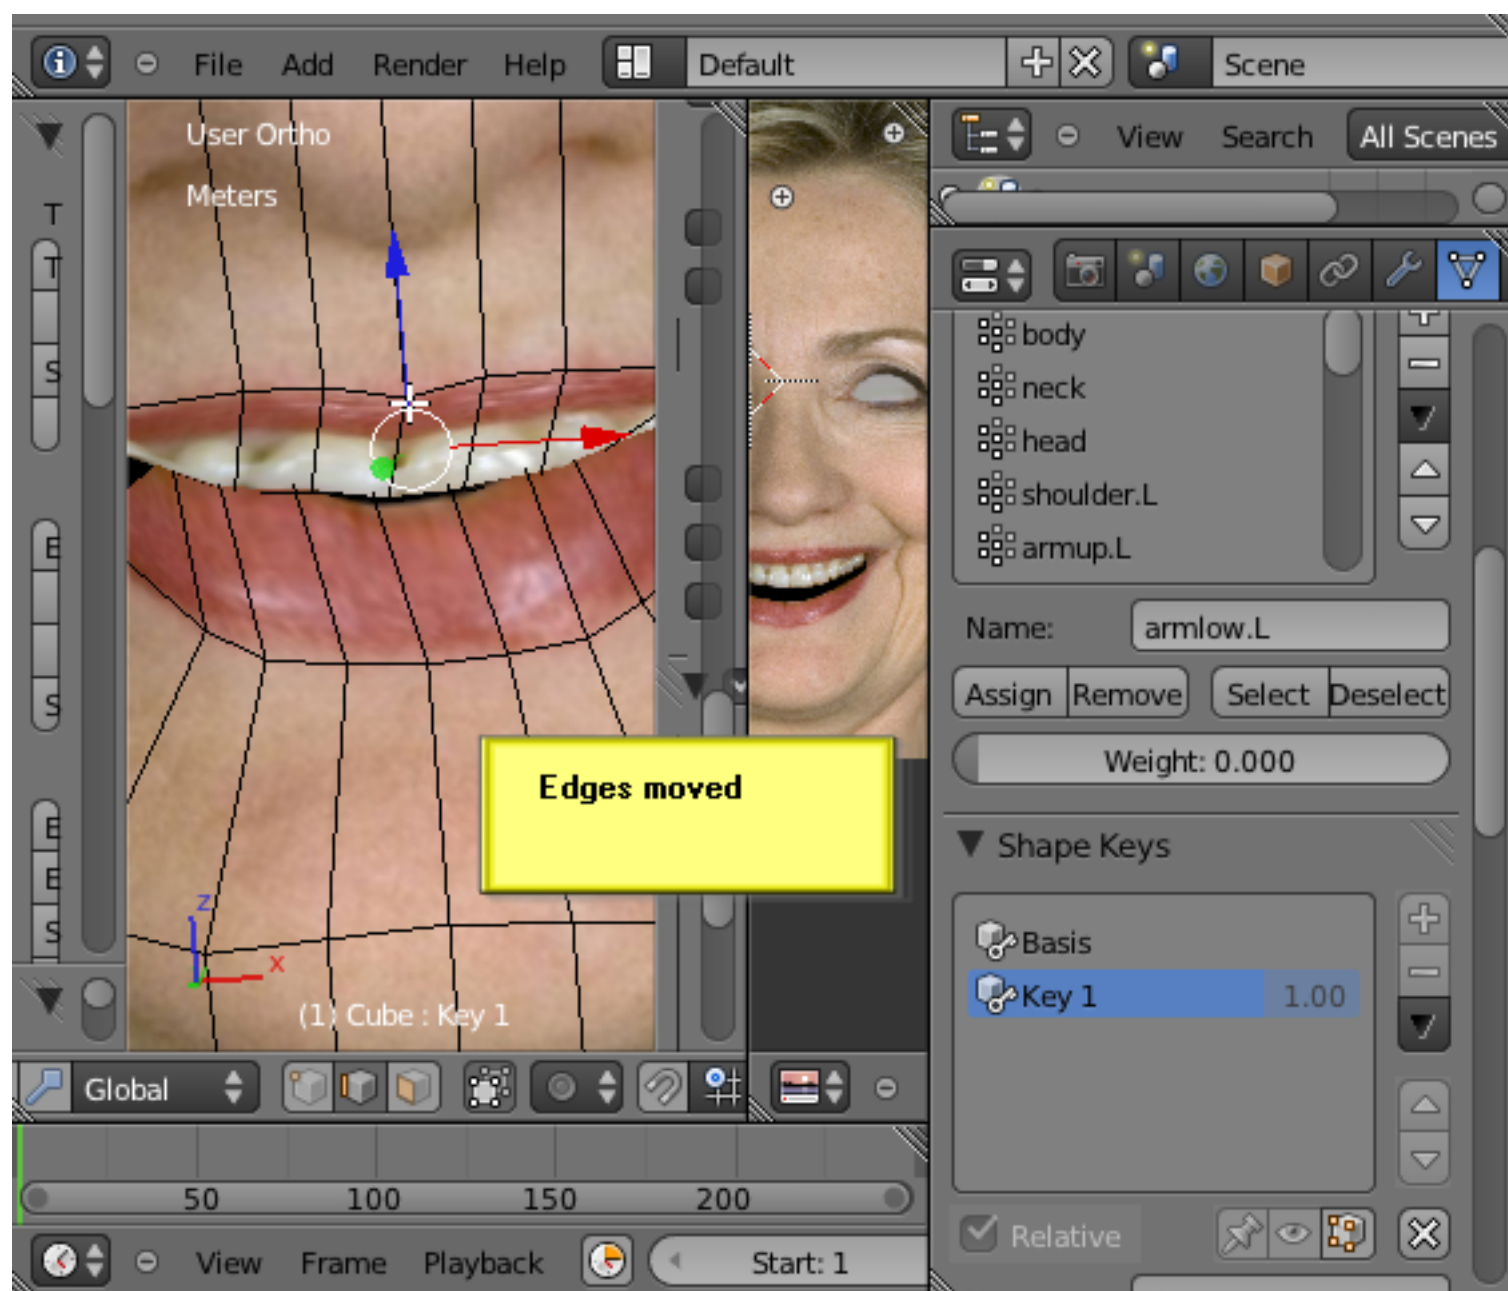 File Add Render Help Default Scene
User Ortho
Meters
View Search All Scenes
T
T
S
E
S
E
E
S
body
neck
head
shoulder.L
armup.L
Name: armlow.L
Assign Remove Select Deselect
Weight: 0.000
Edges moved
Shape Keys
Basis
Key 1 1.00
z
x
(1) Cube : Key 1
Global
50 100 150 200
Relative
View Frame Playback Start: 1